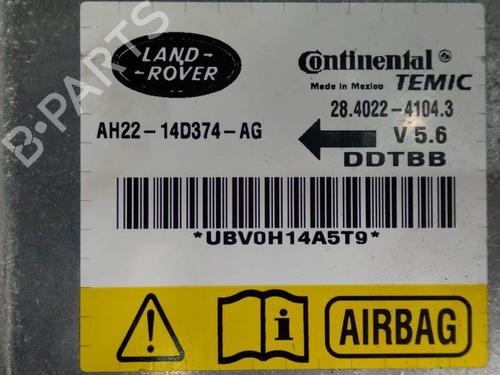 LAND-
-ROVER
Continental
Made in Mexico TEMIC
28.4022-4104.3
AH22-14D374-AG
V 5.6
DDTBB
*UBV0H14A5T9*
AIRBAG
B-PARTS